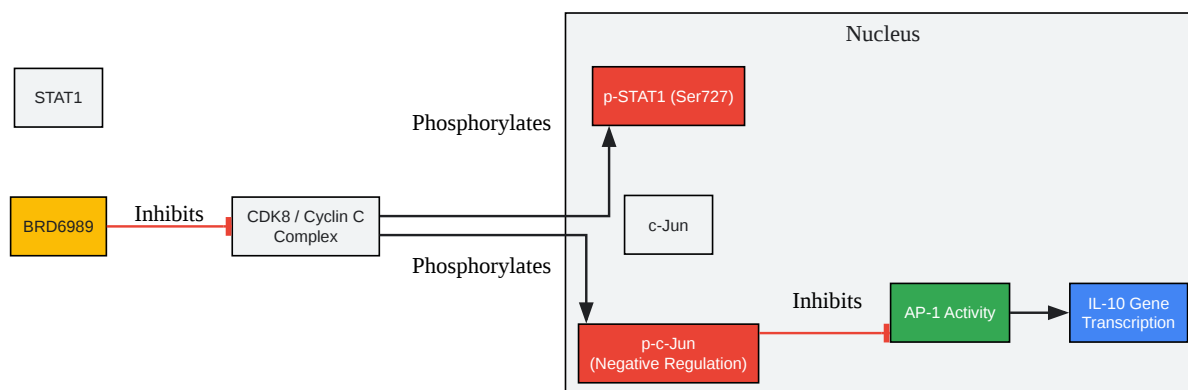 Nucleus
STAT1
p-STAT1 (Ser727)
Phosphorylates
BRD6989
Inhibits
CDK8 / Cyclin C
Complex
c-Jun
Phosphorylates
Inhibits
AP-1 Activity
IL-10 Gene
Transcription
p-c-Jun
(Negative Regulation)